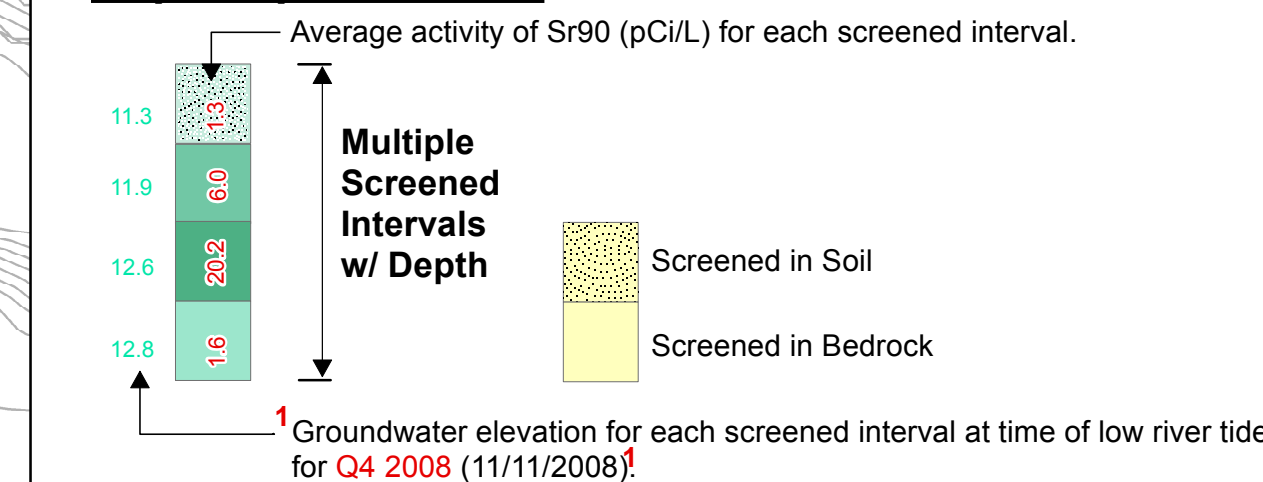 Average activity of Sr90 (pCi/L) for each screened interval.
11.3
1.3
11.9
6.0
12.6
20.2
12.8
1.6
Multiple
Screened
Intervals
w/ Depth
Screened in Soil
Screened in Bedrock
1 Groundwater elevation for each screened interval at time of low river tide
for Q4 2008 (11/11/2008).1